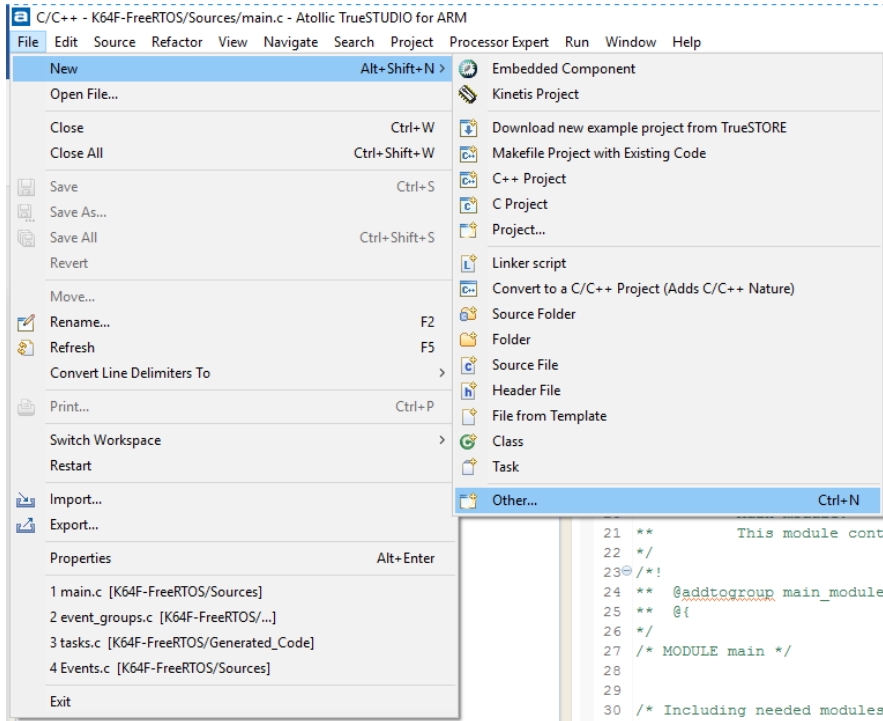 C/C++ - K64F-FreeRTOS/Sources/main.c - Atollic TrueSTUDIO for ARM
File Edit Source Refactor View Navigate Search Project Processor Expert Run Window Help
New Alt+Shift+N >
Open File...
Close Ctrl+W
Close All Ctrl+Shift+W
Save Ctrl+S
Save As...
Save All Ctrl+Shift+S
Revert
Move...
Rename... F2
Refresh F5
Convert Line Delimiters To >
Print... Ctrl+P
Switch Workspace >
Restart
Import...
Export...
Properties Alt+Enter
1 main.c [K64F-FreeRTOS/Sources]
2 event_groups.c [K64F-FreeRTOS/...]
3 tasks.c [K64F-FreeRTOS/Generated_Code]
4 Events.c [K64F-FreeRTOS/Sources]
Exit
Embedded Component
Kinetis Project
Download new example project from TrueSTORE
Makefile Project with Existing Code
C++ Project
C Project
Project...
Linker script
Convert to a C/C++ Project (Adds C/C++ Nature)
Source Folder
Folder
Source File
Header File
File from Template
Class
Task
Other... Ctrl+N
21 ** This module cont
22 */
23 /*!
24 ** @addtogroup main_module
25 ** @{
26 */
27 /* MODULE main */
28
29
30 /* Including needed modules